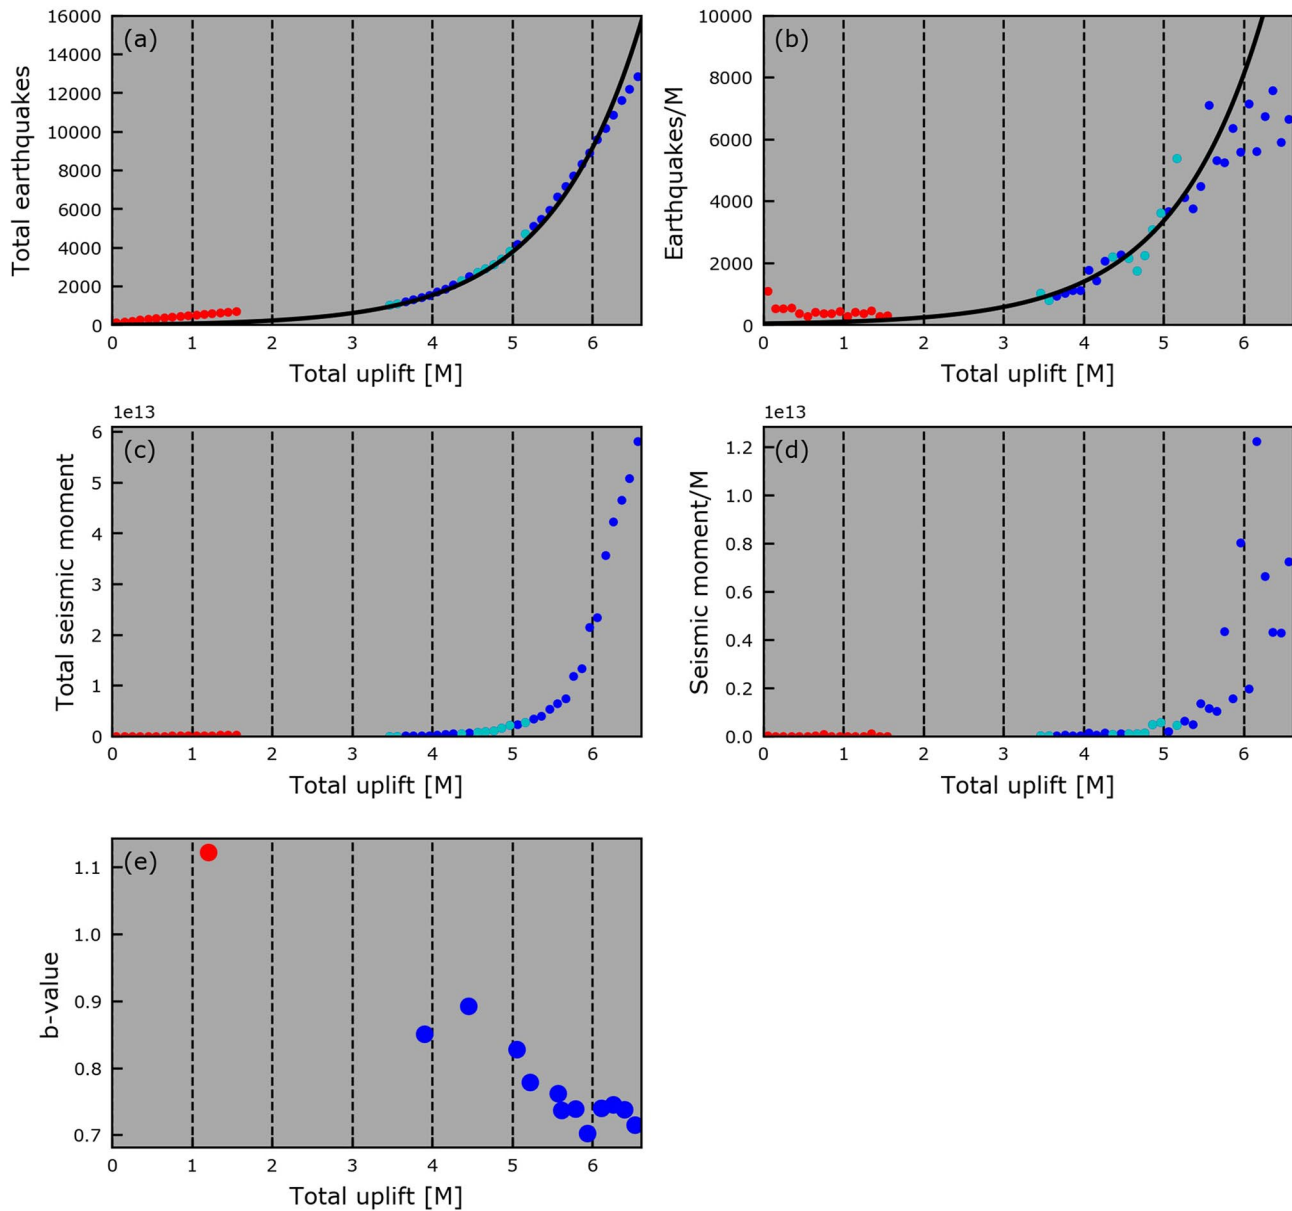 (a)
16000
14000
12000
10000
8000
6000
4000
2000
0
Total earthquakes
0 1 2 3 4 5 6
Total uplift [M]
(b)
10000
8000
6000
4000
2000
0
Earthquakes/M
0 1 2 3 4 5 6
Total uplift [M]
1e13
(c)
6
5
4
3
2
1
0
Total seismic moment
0 1 2 3 4 5 6
Total uplift [M]
1e13
(d)
1.2
1.0
0.8
0.6
0.4
0.2
0.0
Seismic moment/M
0 1 2 3 4 5 6
Total uplift [M]
(e)
1.1
1.0
0.9
0.8
0.7
b-value
0 1 2 3 4 5 6
Total uplift [M]